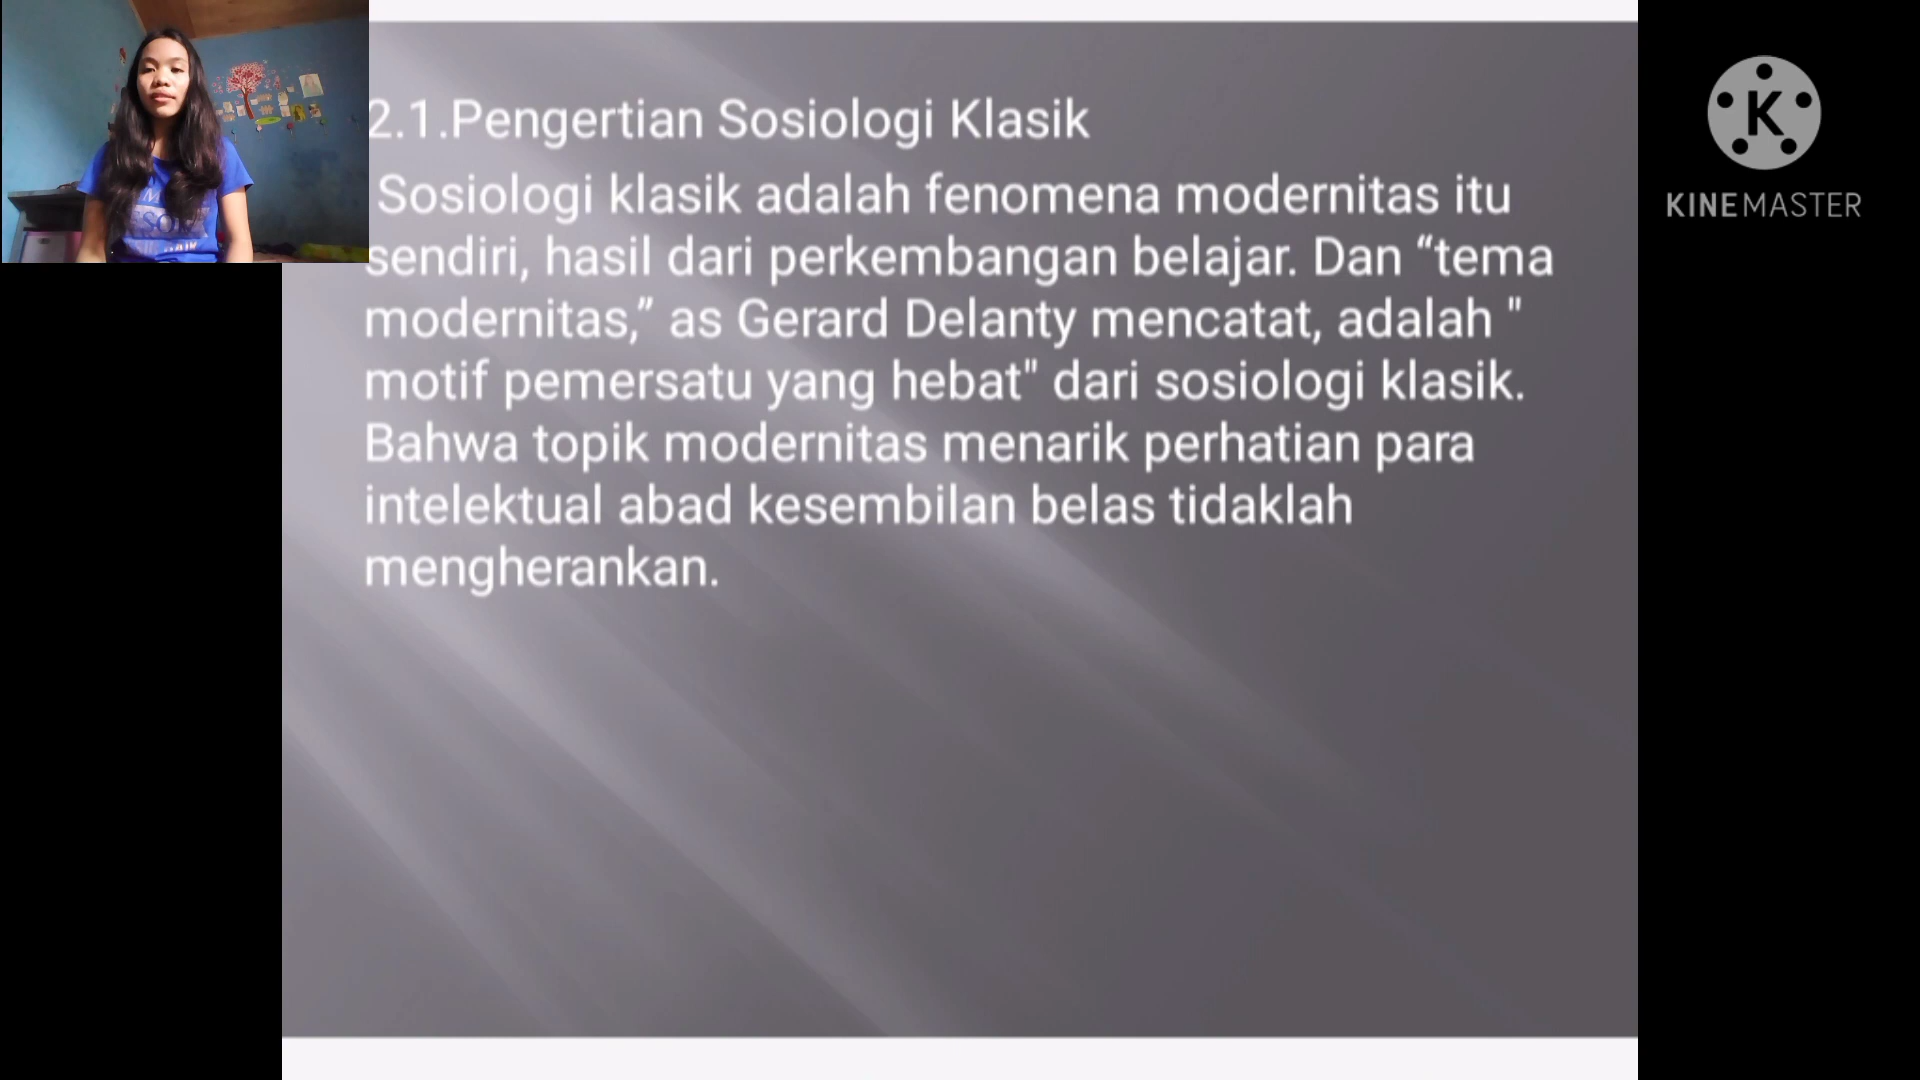 2.1.Pengertian Sosiologi Klasik
Sosiologi klasik adalah fenomena modernitas itu
sendiri, hasil dari perkembangan belajar. Dan “tema
modernitas,” as Gerard Delanty mencatat, adalah "
motif pemersatu yang hebat" dari sosiologi klasik.
Bahwa topik modernitas menarik perhatian para
intelektual abad kesembilan belas tidaklah
mengherankan.
K
KINEMASTER